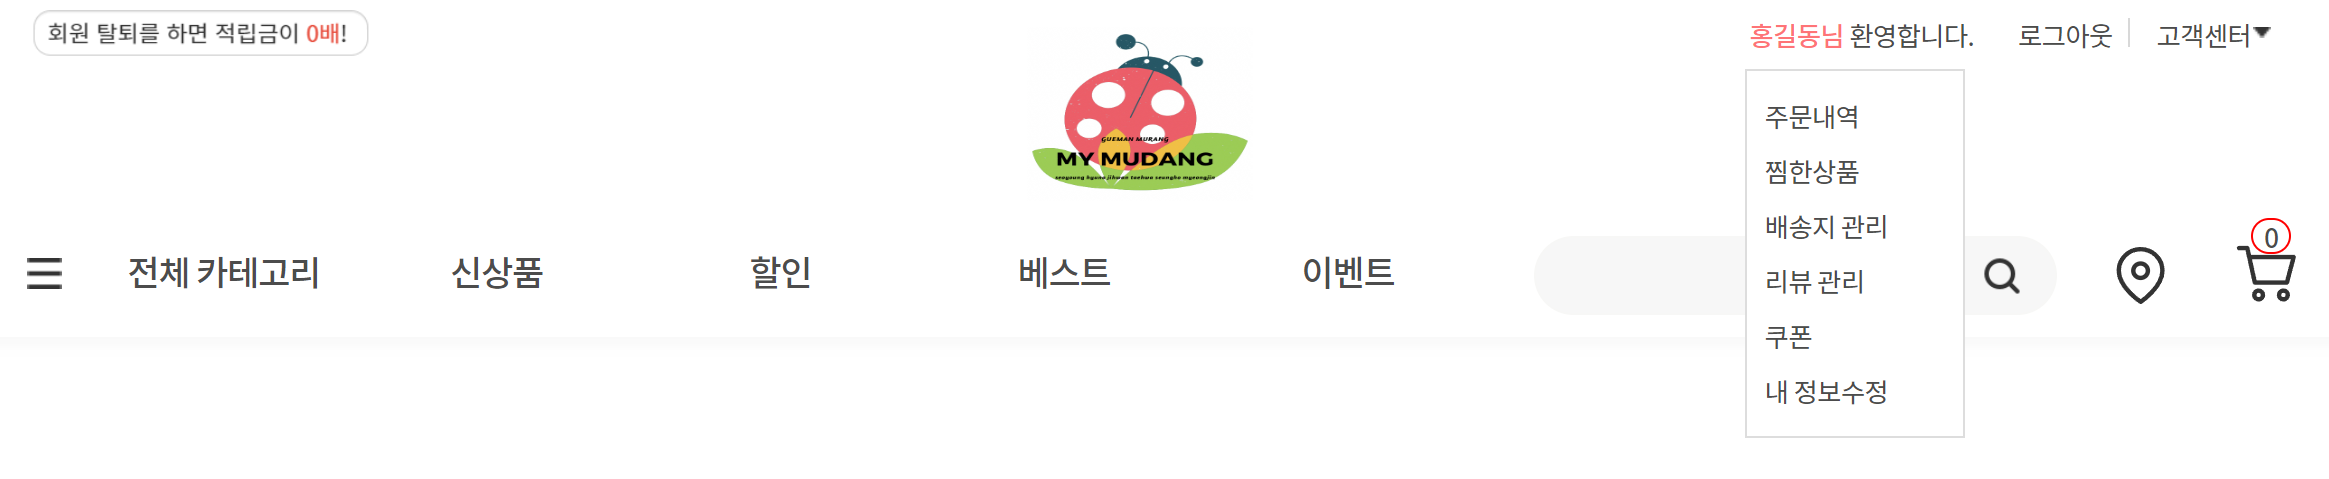 회원 탈퇴를 하면 적립금이 0배!
홍길동님 환영합니다. 로그아웃 고객센터
GUEMAN MURANG
MY MUDANG
주문내역
찜한상품
배송지 관리
리뷰 관리
쿠폰
내 정보수정
전체 카테고리 신상품 할인 베스트 이벤트
0